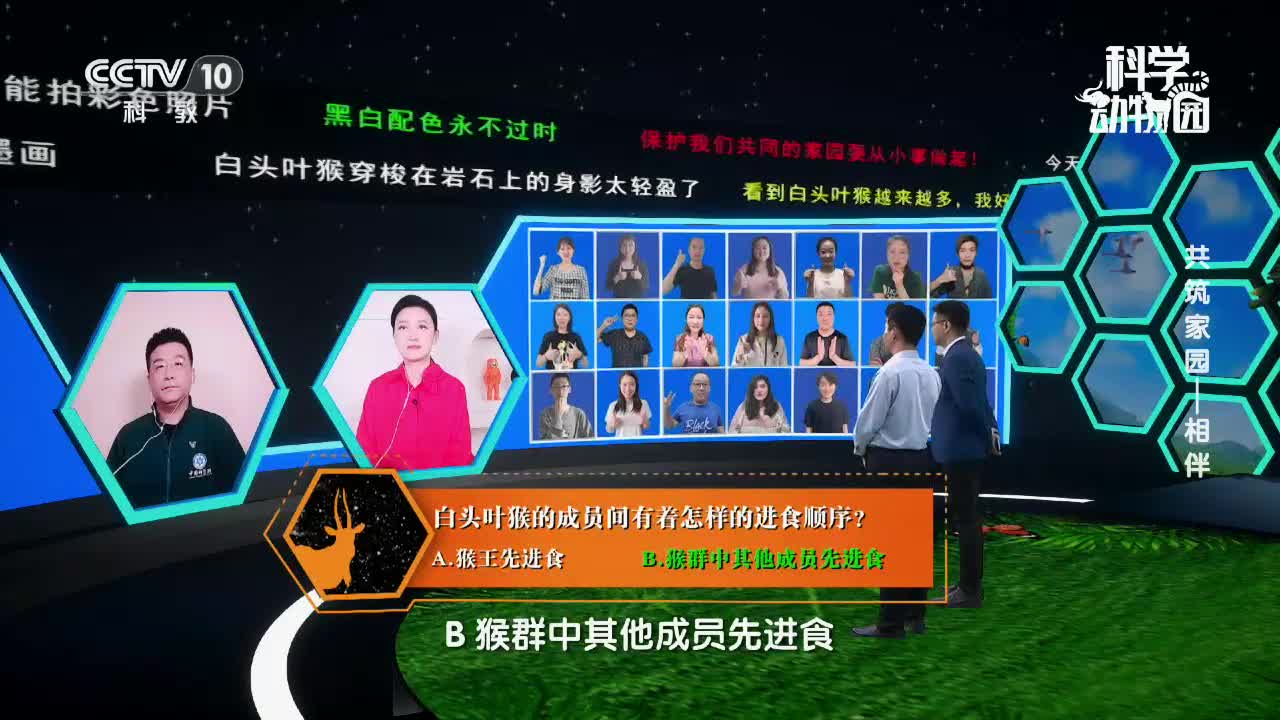 CCTV 10
科教
科学
动物园
能拍彩色照片
黑白配色永不过时
保护我们共同的家园要从小事做起！
今天
墨画
白头叶猴穿梭在岩石上的身影太轻盈了
看到白头叶猴越来越多，我好
共筑家园——相伴
白头叶猴的成员间有着怎样的进食顺序？
A.猴王先进食
B.猴群中其他成员先进食
B 猴群中其他成员先进食